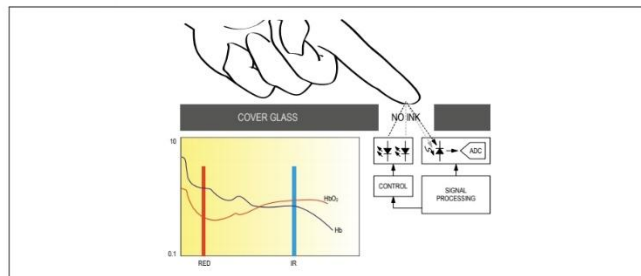 COVER GLASS
NO INK
10
HbO₂
Hb
0.1
RED
IR
ADC
CONTROL
SIGNAL
PROCESSING